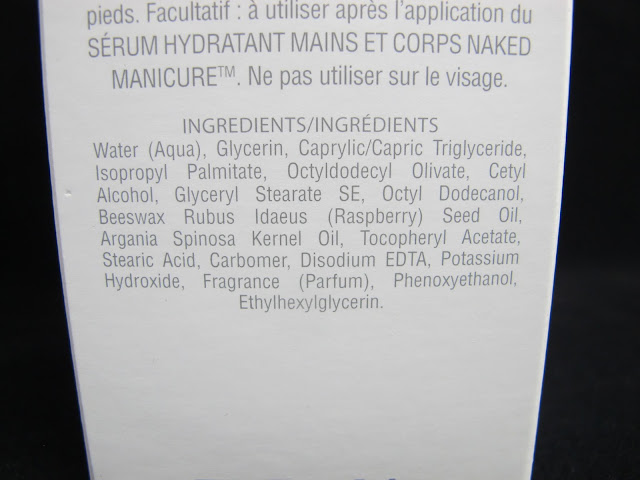 pieds. Facultatif : à utiliser après l'application du
SÉRUM HYDRATANT MAINS ET CORPS NAKED
MANICURE™. Ne pas utiliser sur le visage.
INGREDIENTS/INGRÉDIENTS
Water (Aqua), Glycerin, Caprylic/Capric Triglyceride,
Isopropyl Palmitate, Octyldodecyl Olivate, Cetyl
Alcohol, Glyceryl Stearate SE, Octyl Dodecanol,
Beeswax Rubus Idaeus (Raspberry) Seed Oil,
Argania Spinosa Kernel Oil, Tocopheryl Acetate,
Stearic Acid, Carbomer, Disodium EDTA, Potassium
Hydroxide, Fragrance (Parfum), Phenoxyethanol,
Ethylhexylglycerin.